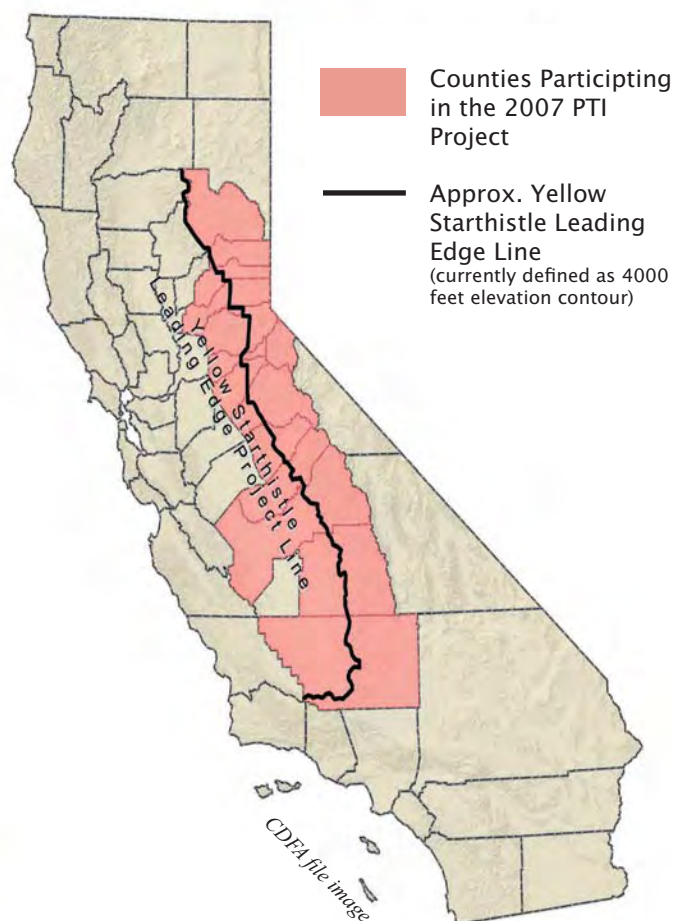 Counties Particpting
in the 2007 PTI
Project
Approx. Yellow
Starthistle Leading
Edge Line
(currently defined as 4000
feet elevation contour)
Yellow Starthistle
Leading Edge Project Line
CDFA file image